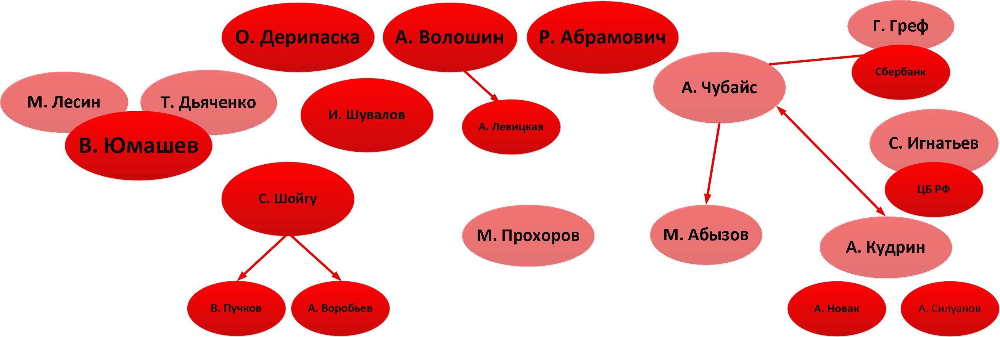 О. Дерипаска
А. Волошин
Р. Абрамович
Г. Греф
Сбербанк
А. Чубайс
М. Лесин
Т. Дьяченко
В. Юмашев
И. Шувалов
А. Левицкая
С. Игнатьев
ЦБ РФ
С. Шойгу
М. Прохоров
М. Абызов
А. Кудрин
В. Пучков
А. Воробьев
А. Новак
А. Силуанов